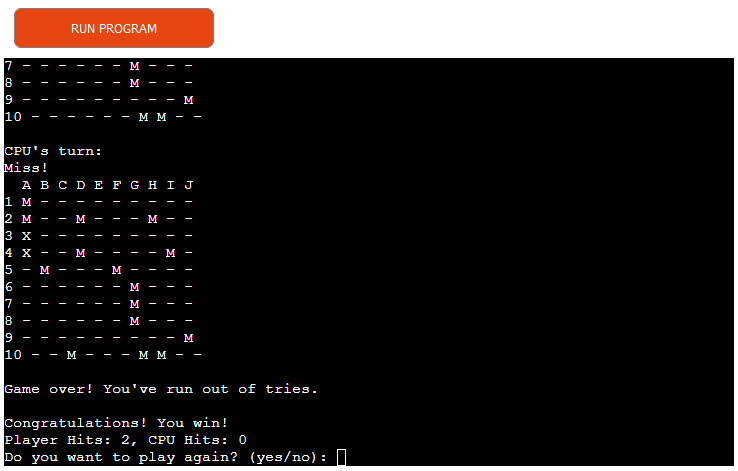 RUN PROGRAM
7 - - - - - - M - - -
8 - - - - - - M - - -
9 - - - - - - - - - M
10 - - - - - - M M - -
CPU's turn:
Miss!
A B C D E F G H I J
1 M - - - - - - - - -
2 M - - M - - - M - -
3 X - - - - - - - - -
4 X - - M - - - - M -
5 - M - - - M - - - -
6 - - - - - - M - - -
7 - - - - - - M - - -
8 - - - - - - M - - -
9 - - - - - - - - - M
10 - - M - - - M M - -
Game over! You've run out of tries.
Congratulations! You win!
Player Hits: 2, CPU Hits: 0
Do you want to play again? (yes/no):